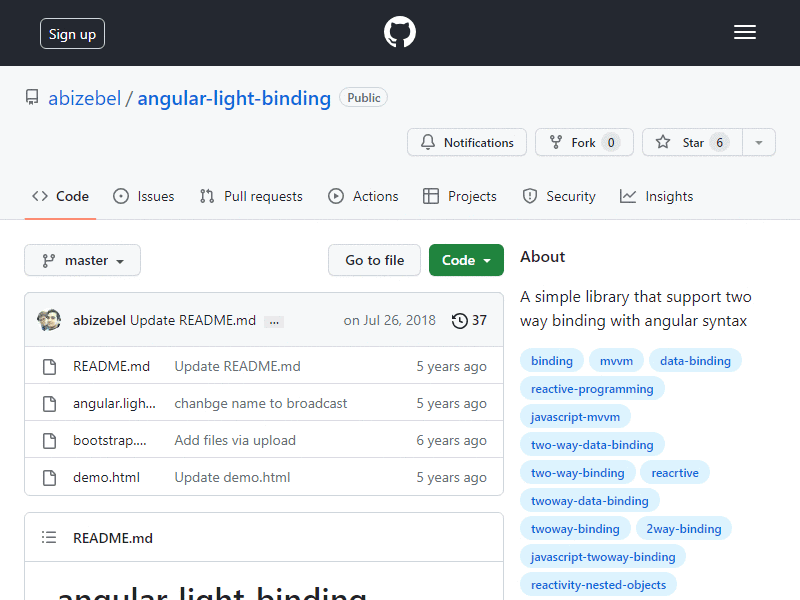 Sign up
abizebel / angular-light-binding Public
Notifications Fork 0 Star 6
Code Issues Pull requests Actions Projects Security Insights
master Go to file Code
abizebel Update README.md ... on Jul 26, 2018 37
README.md Update README.md 5 years ago
angular.ligh... chanbge name to broadcast 5 years ago
bootstrap.... Add files via upload 6 years ago
demo.html Update demo.html 5 years ago
README.md
angular-light-binding
About
A simple library that support two
way binding with angular syntax
binding mvvm data-binding
reactive-programming
javascript-mvvm
two-way-data-binding
two-way-binding reacrtive
twoway-data-binding
twoway-binding 2way-binding
javascript-twoway-binding
reactivity-nested-objects